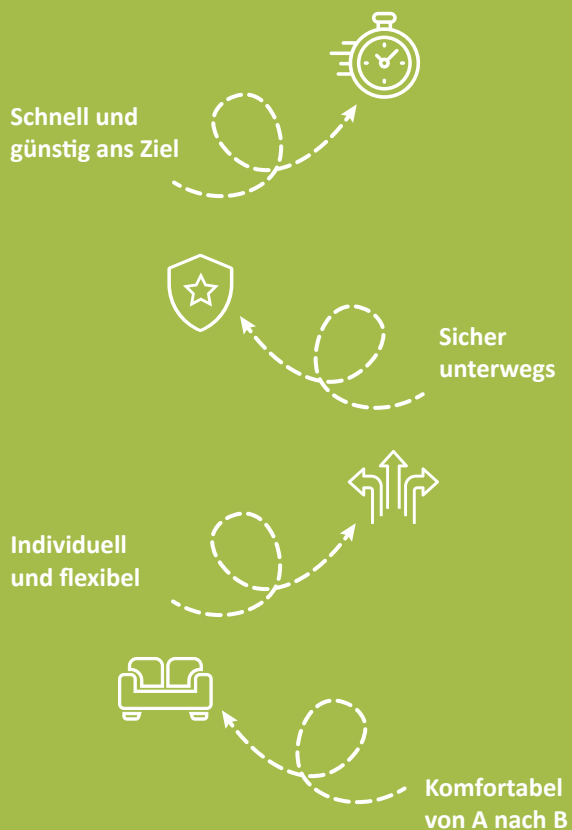 Schnell und
günstig ans Ziel
Sicher
unterwegs
Individuell
und flexibel
Komfortabel
von A nach B